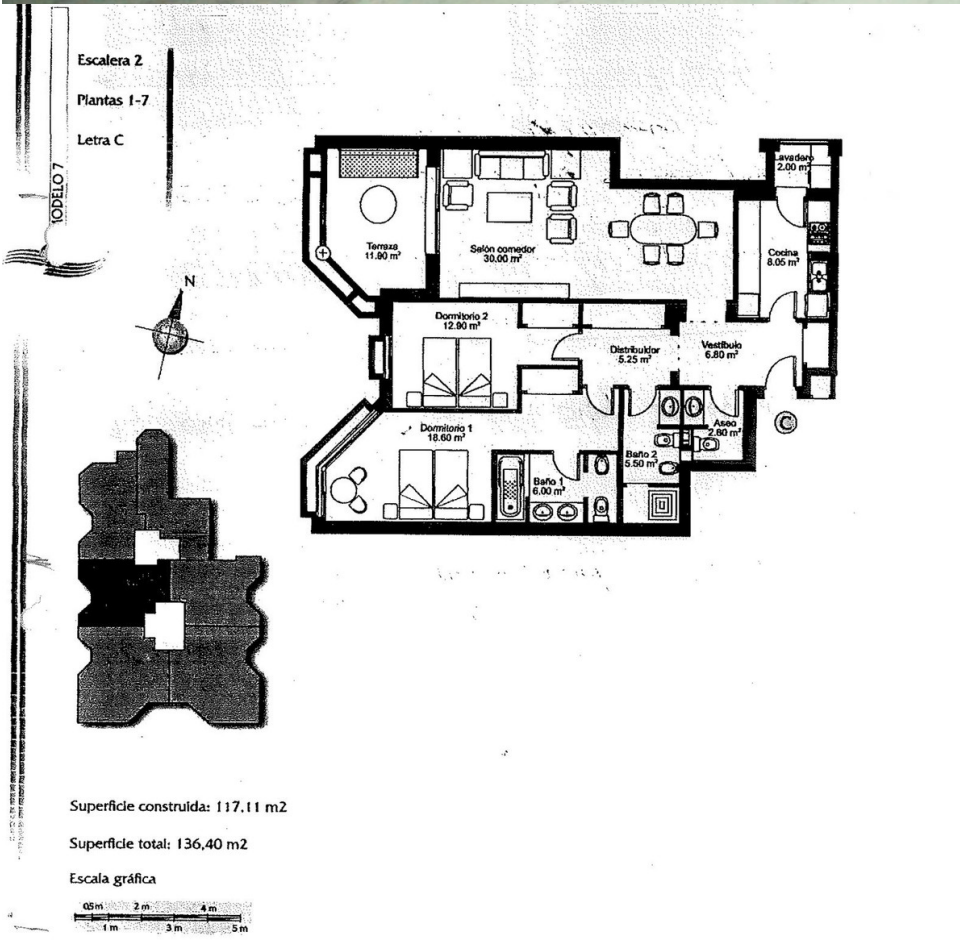 Escalera 2
Plantas 1-7
Letra C
MODELO 7
N
Lavadero
2.00 m²
Terraza
11.90 m²
Salón comedor
30.00 m²
Cocina
8.05 m²
Dormitorio 2
12.90 m²
Distribuidor
5.25 m²
Vestíbulo
6.80 m²
Dormitorio 1
18.60 m²
Aseo
2.80 m²
C
Baño 2
5.50 m²
Baño 1
6.00 m²
Superficie construida: 117,11 m2
Superficie total: 136,40 m2
Escala gráfica
0.5 m 2 m 4 m
1 m 3 m 5 m